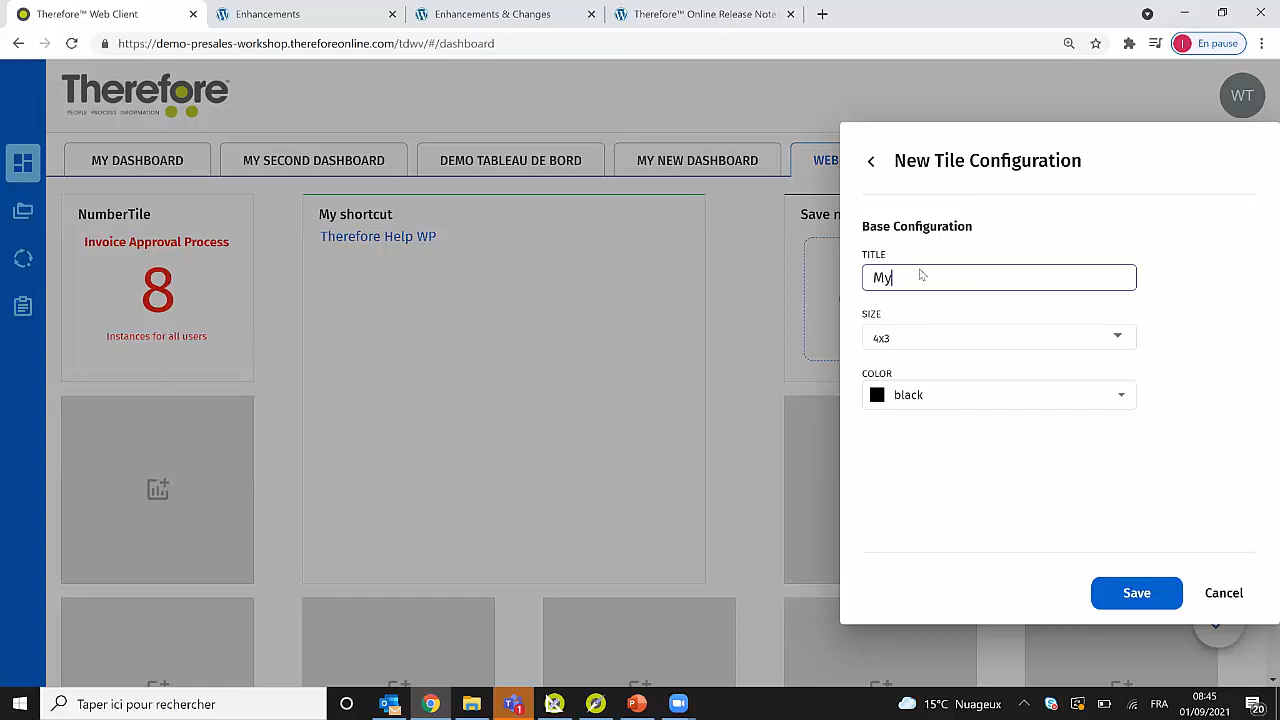 Therefore™ Web Client
Enhancements
Enhancements & Changes
Therefore™ Online Release Note
https://demo-presales-workshop.thereforeonline.com/tdwv/#/dashboard
En pause
Therefore™
PEOPLE PROCESS INFORMATION
WT
MY DASHBOARD
MY SECOND DASHBOARD
DEMO TABLEAU DE BORD
MY NEW DASHBOARD
WEB
New Tile Configuration
NumberTile
Invoice Approval Process
8
Instances for all users
My shortcut
Therefore Help WP
Save n
Base Configuration
TITLE
My
SIZE
4x3
COLOR
black
Save
Cancel
Taper ici pour rechercher
1
15°C Nuageux
FRA
08:45
01/09/2021
20